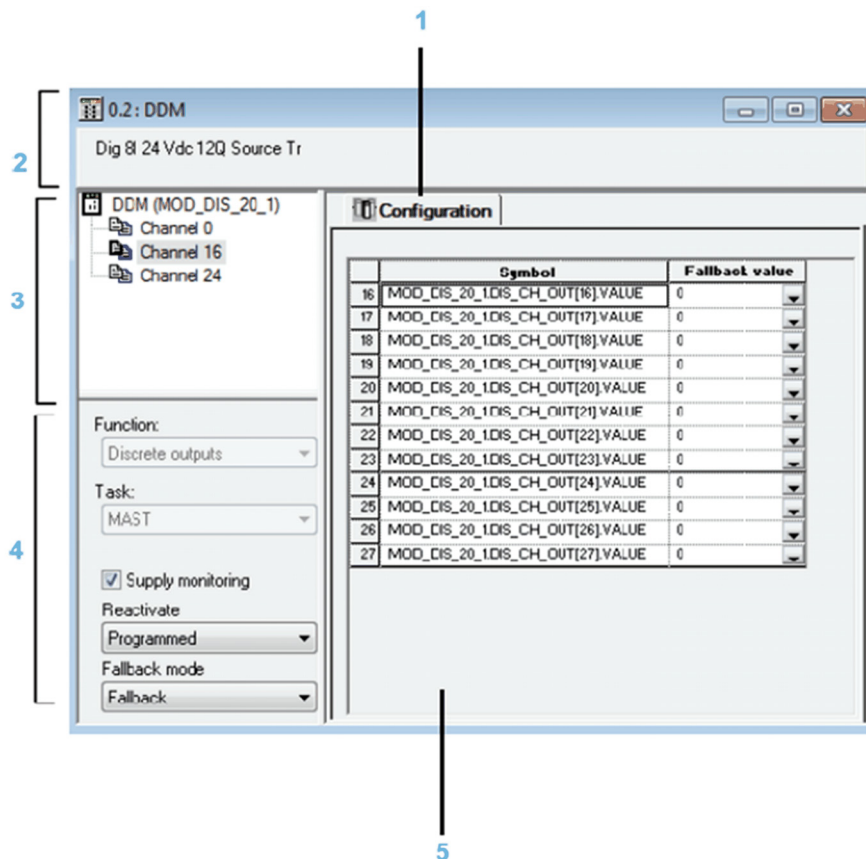 1
0.2 : DDM
Dig 8I 24 Vdc 12Q Source Tr
2
DDM (MOD_DIS_20_1)
Channel 0
Channel 16
Channel 24
3
Configuration
Symbol Fallback value
16 MOD_DIS_20_1.DIS_CH_OUT[16].VALUE 0
17 MOD_DIS_20_1.DIS_CH_OUT[17].VALUE 0
18 MOD_DIS_20_1.DIS_CH_OUT[18].VALUE 0
19 MOD_DIS_20_1.DIS_CH_OUT[19].VALUE 0
20 MOD_DIS_20_1.DIS_CH_OUT[20].VALUE 0
21 MOD_DIS_20_1.DIS_CH_OUT[21].VALUE 0
22 MOD_DIS_20_1.DIS_CH_OUT[22].VALUE 0
23 MOD_DIS_20_1.DIS_CH_OUT[23].VALUE 0
24 MOD_DIS_20_1.DIS_CH_OUT[24].VALUE 0
25 MOD_DIS_20_1.DIS_CH_OUT[25].VALUE 0
26 MOD_DIS_20_1.DIS_CH_OUT[26].VALUE 0
27 MOD_DIS_20_1.DIS_CH_OUT[27].VALUE 0
Function:
Discrete outputs
Task:
MAST
4
Supply monitoring
Reactivate
Programmed
Fallback mode
Fallback
5